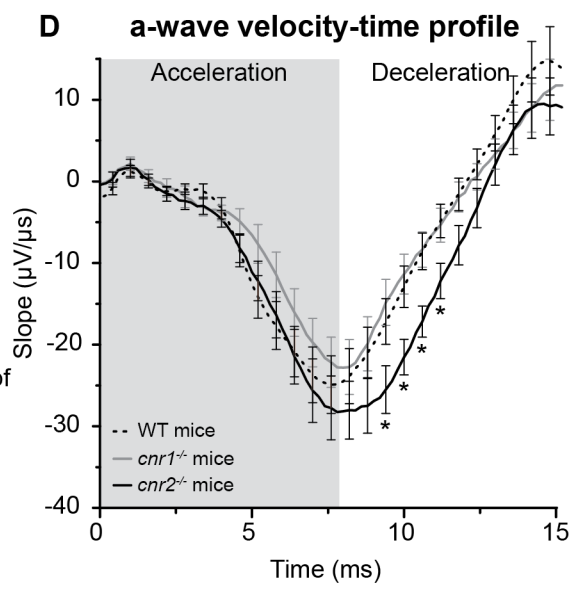 D a-wave velocity-time profile
Acceleration Deceleration
10
0
-10
-20
-30
-40
Slope (µV/µs)
of
* * * *
WT mice
cnr1-/- mice
cnr2-/- mice
0 5 10 15
Time (ms)